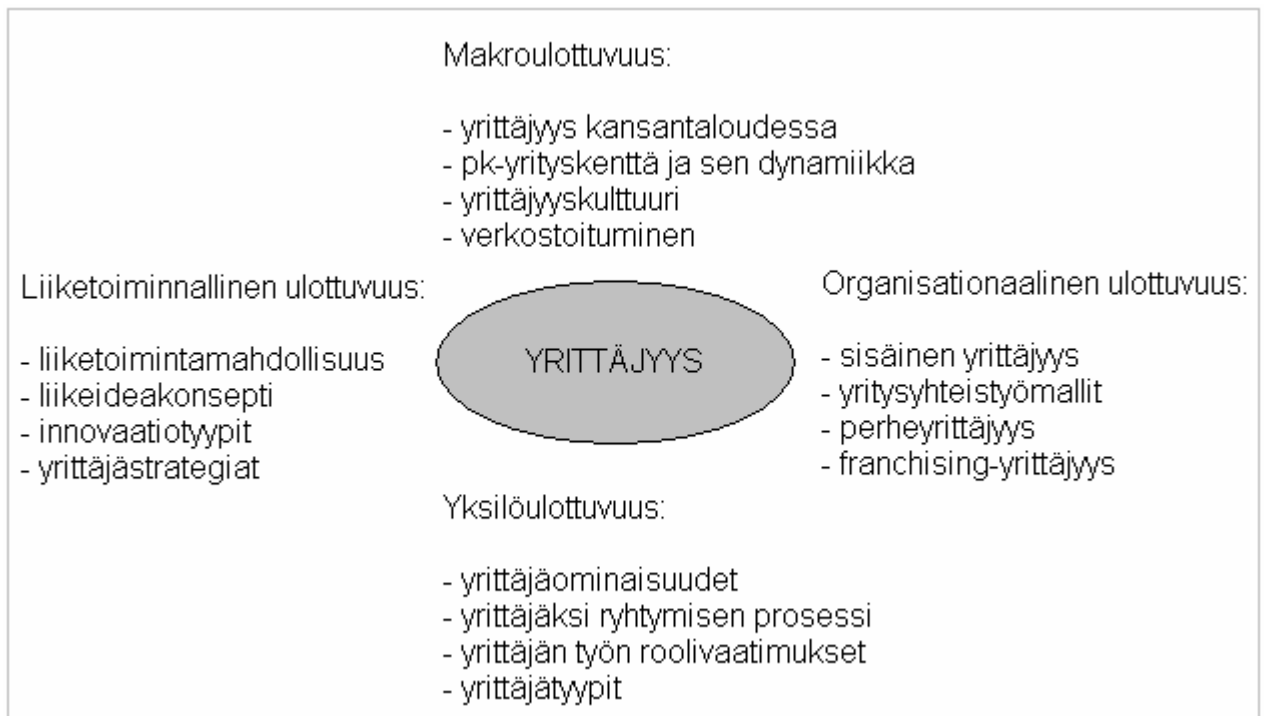 Makroulottuvuus:
- yrittäjyys kansantaloudessa
- pk-yrityskenttä ja sen dynamiikka
- yrittäjyyskulttuuri
- verkostoituminen
Liiketoiminnallinen ulottuvuus:
- liiketoimintamahdollisuus
- liikeideakonsepti
- innovaatiotyypit
- yrittäjästrategiat
YRITTÄJYYS
Organisationaalinen ulottuvuus:
- sisäinen yrittäjyys
- yritysyhteistyömallit
- perheyrittäjyys
- franchising-yrittäjyys
Yksilöulottuvuus:
- yrittäjäominaisuudet
- yrittäjäksi ryhtymisen prosessi
- yrittäjän työn roolivaatimukset
- yrittäjätyypit